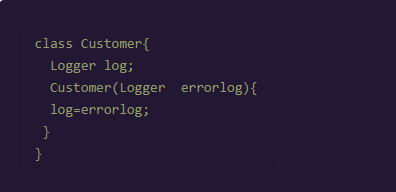 class Customer{
  Logger log;
  Customer(Logger  errorlog){
  log=errorlog;
 }
}